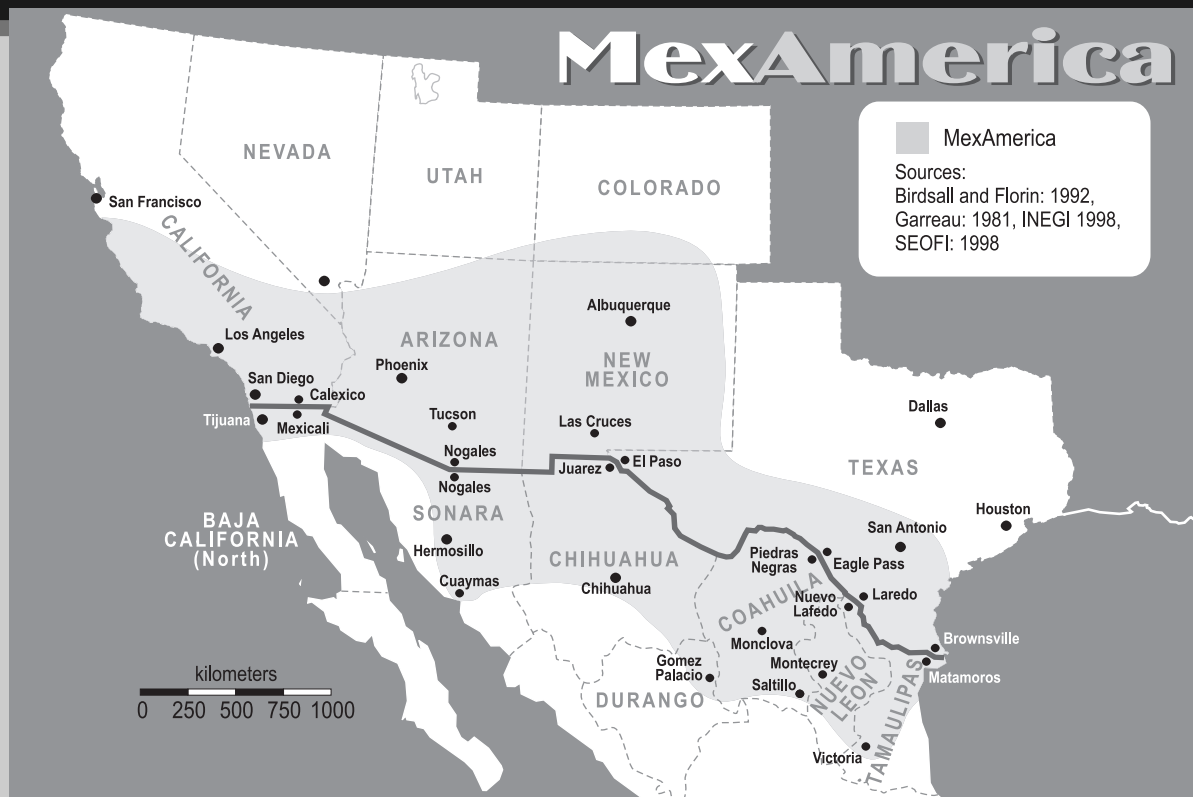 MexAmerica
MexAmerica
Sources:
Birdsall and Florin: 1992,
Garreau: 1981, INEGI 1998,
SEOFI: 1998
NEVADA
UTAH
COLORADO
San Francisco
CALIFORNIA
Albuquerque
Los Angeles
ARIZONA
NEW
MEXICO
Phoenix
San Diego
Calexico
Tijuana
Mexicali
Tucson
Las Cruces
Dallas
Nogales
Nogales
Juarez
El Paso
TEXAS
SONARA
Houston
BAJA
CALIFORNIA
(North)
San Antonio
Hermosillo
CHIHUAHUA
Chihuahua
Piedras
Negras
Eagle Pass
Cuaymas
COAHUILA
Nuevo
Lafedo
Laredo
Monclova
Brownsville
Matamoros
Gomez
Palacio
Montecrey
Saltillo
NUEVO
LEON
DURANGO
TAMAULIPAS
Victoria
kilometers
0 250 500 750 1000